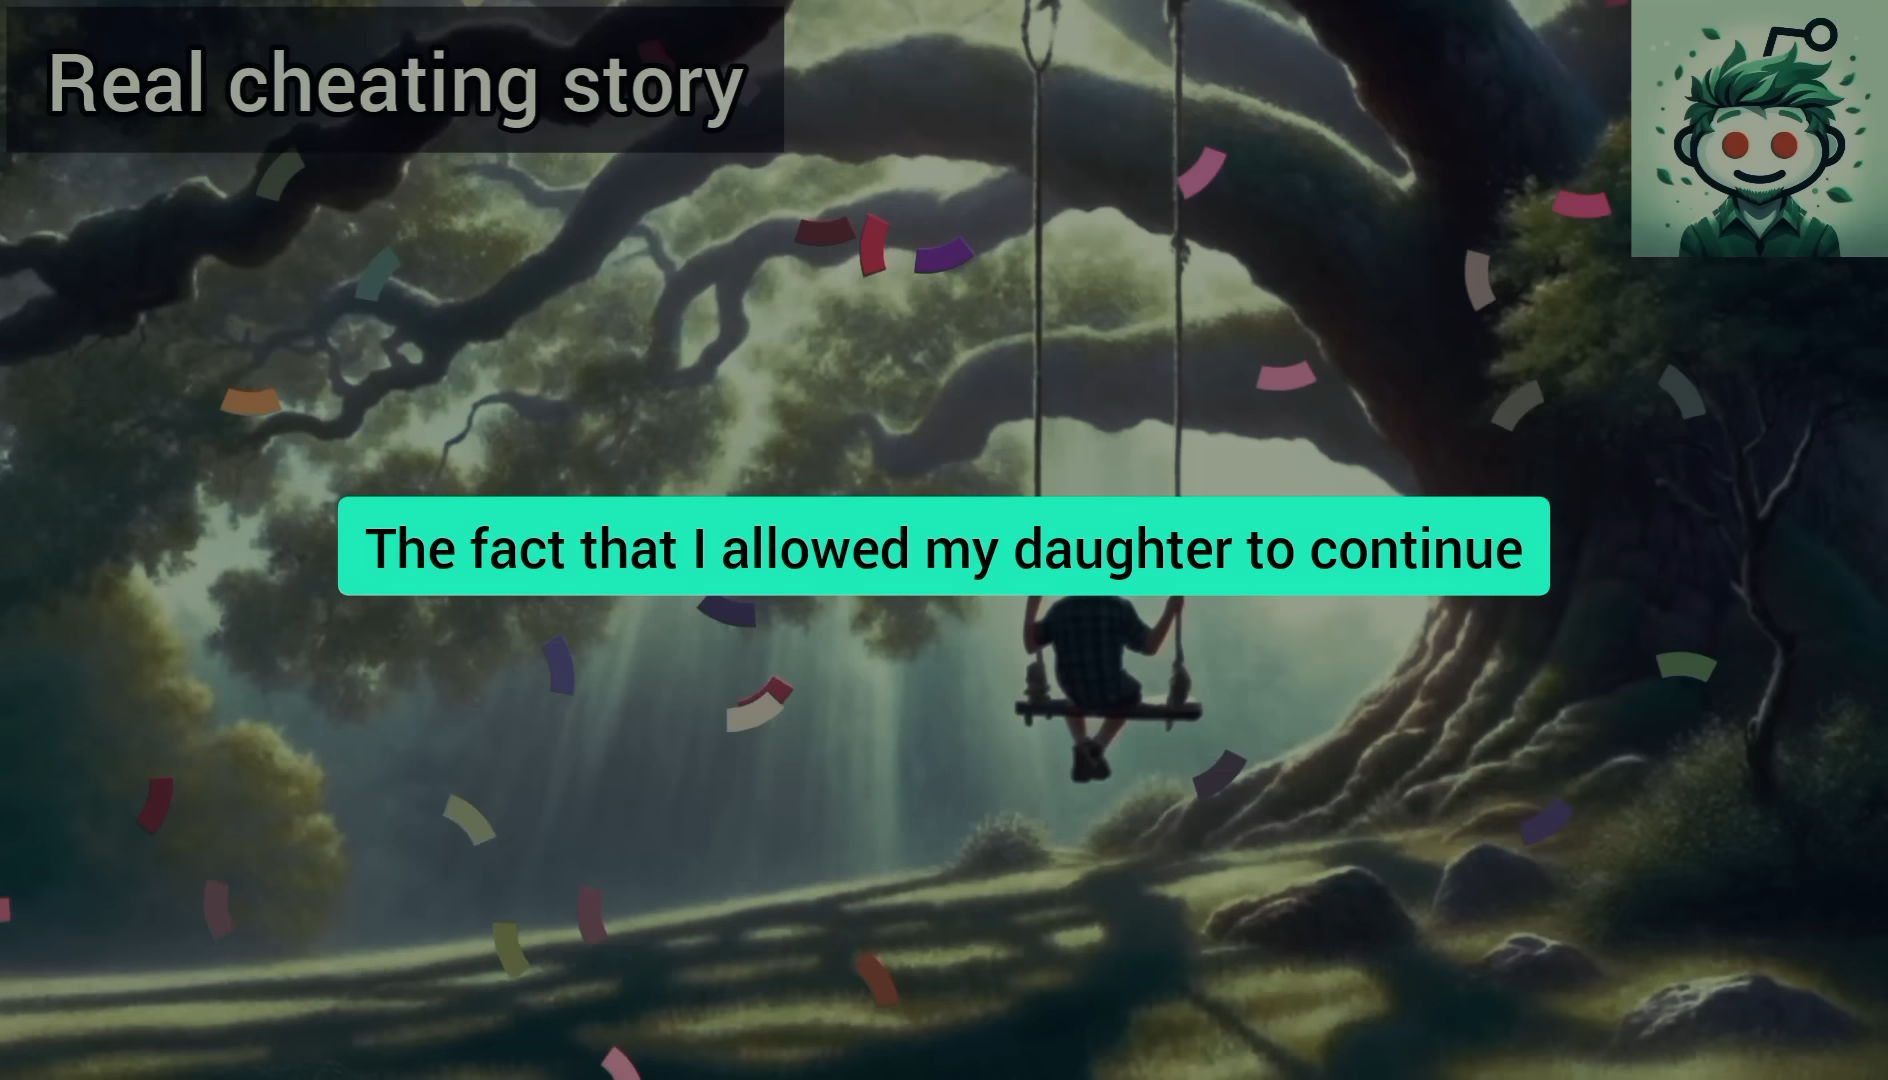 Real cheating story
The fact that I allowed my daughter to continue